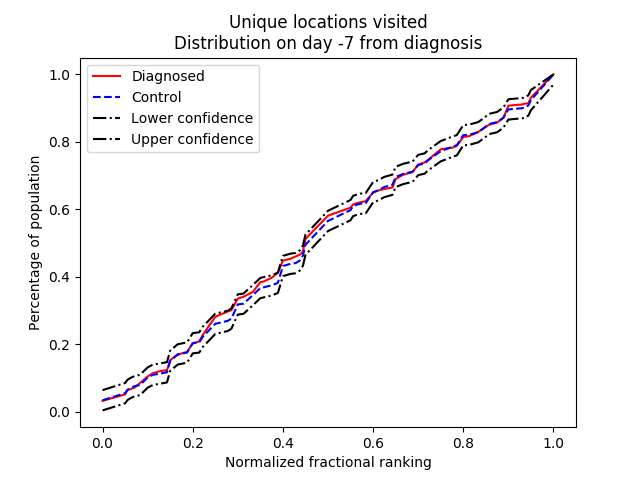 Unique locations visited
Distribution on day -7 from diagnosis
Diagnosed
Control
Lower confidence
Upper confidence
Percentage of population
1.0
0.8
0.6
0.4
0.2
0.0
0.0 0.2 0.4 0.6 0.8 1.0
Normalized fractional ranking